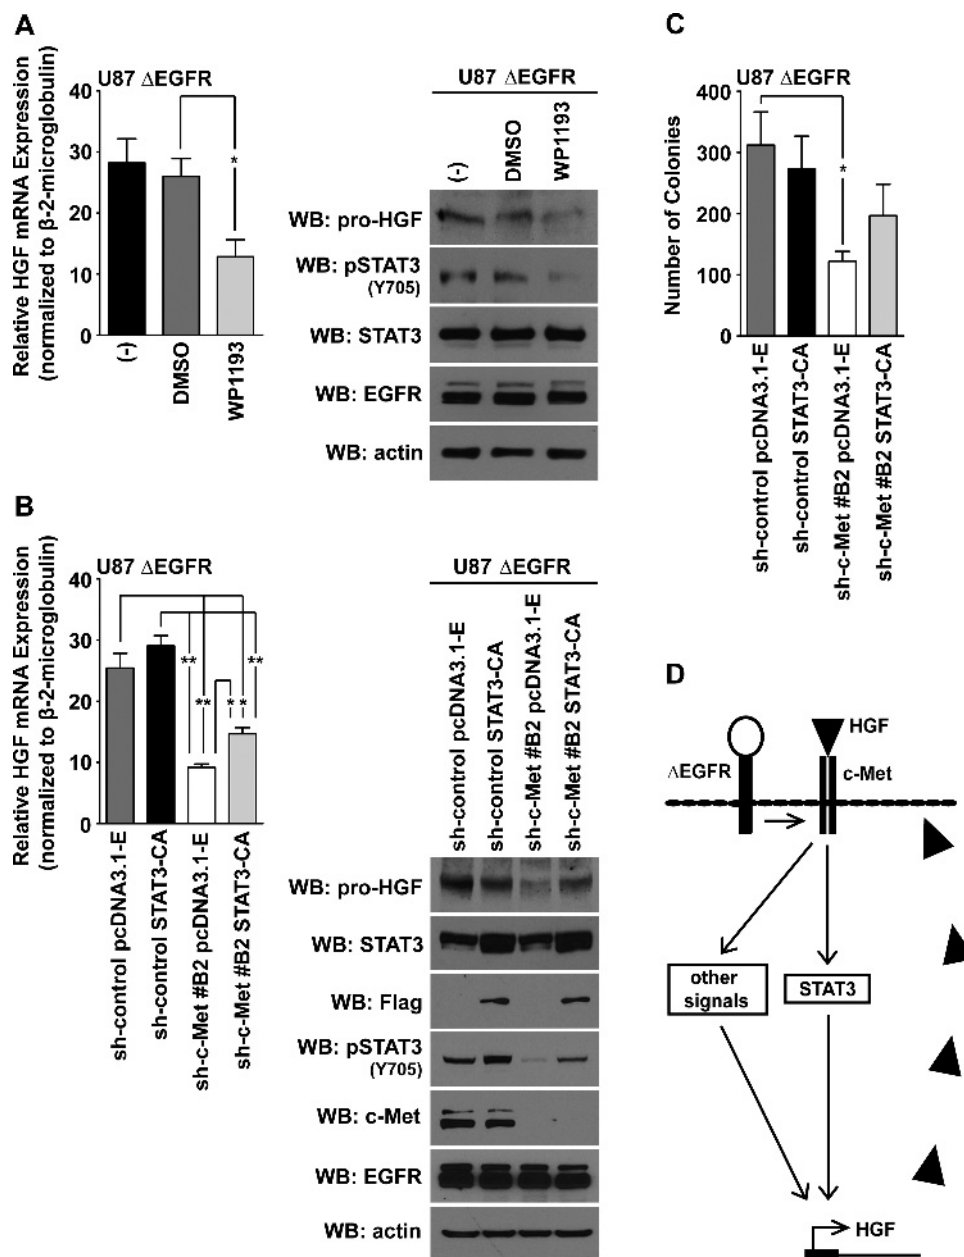 A
Relative HGF mRNA Expression
(normalized to β-2-microglobulin)
U87 ΔEGFR
40
30
20
10
0
*
(-)
DMSO
WP1193
U87 ΔEGFR
(-)
DMSO
WP1193
WB: pro-HGF
WB: pSTAT3
(Y705)
WB: STAT3
WB: EGFR
WB: actin
B
Relative HGF mRNA Expression
(normalized to β-2-microglobulin)
U87 ΔEGFR
40
30
20
10
0
** **
** * *
sh-control pcDNA3.1-E
sh-control STAT3-CA
sh-c-Met #B2 pcDNA3.1-E
sh-c-Met #B2 STAT3-CA
U87 ΔEGFR
sh-control pcDNA3.1-E
sh-control STAT3-CA
sh-c-Met #B2 pcDNA3.1-E
sh-c-Met #B2 STAT3-CA
WB: pro-HGF
WB: STAT3
WB: Flag
WB: pSTAT3
(Y705)
WB: c-Met
WB: EGFR
WB: actin
C
Number of Colonies
U87 ΔEGFR
400
300
200
100
0
*
sh-control pcDNA3.1-E
sh-control STAT3-CA
sh-c-Met #B2 pcDNA3.1-E
sh-c-Met #B2 STAT3-CA
D
HGF
ΔEGFR
c-Met
other
signals
STAT3
HGF